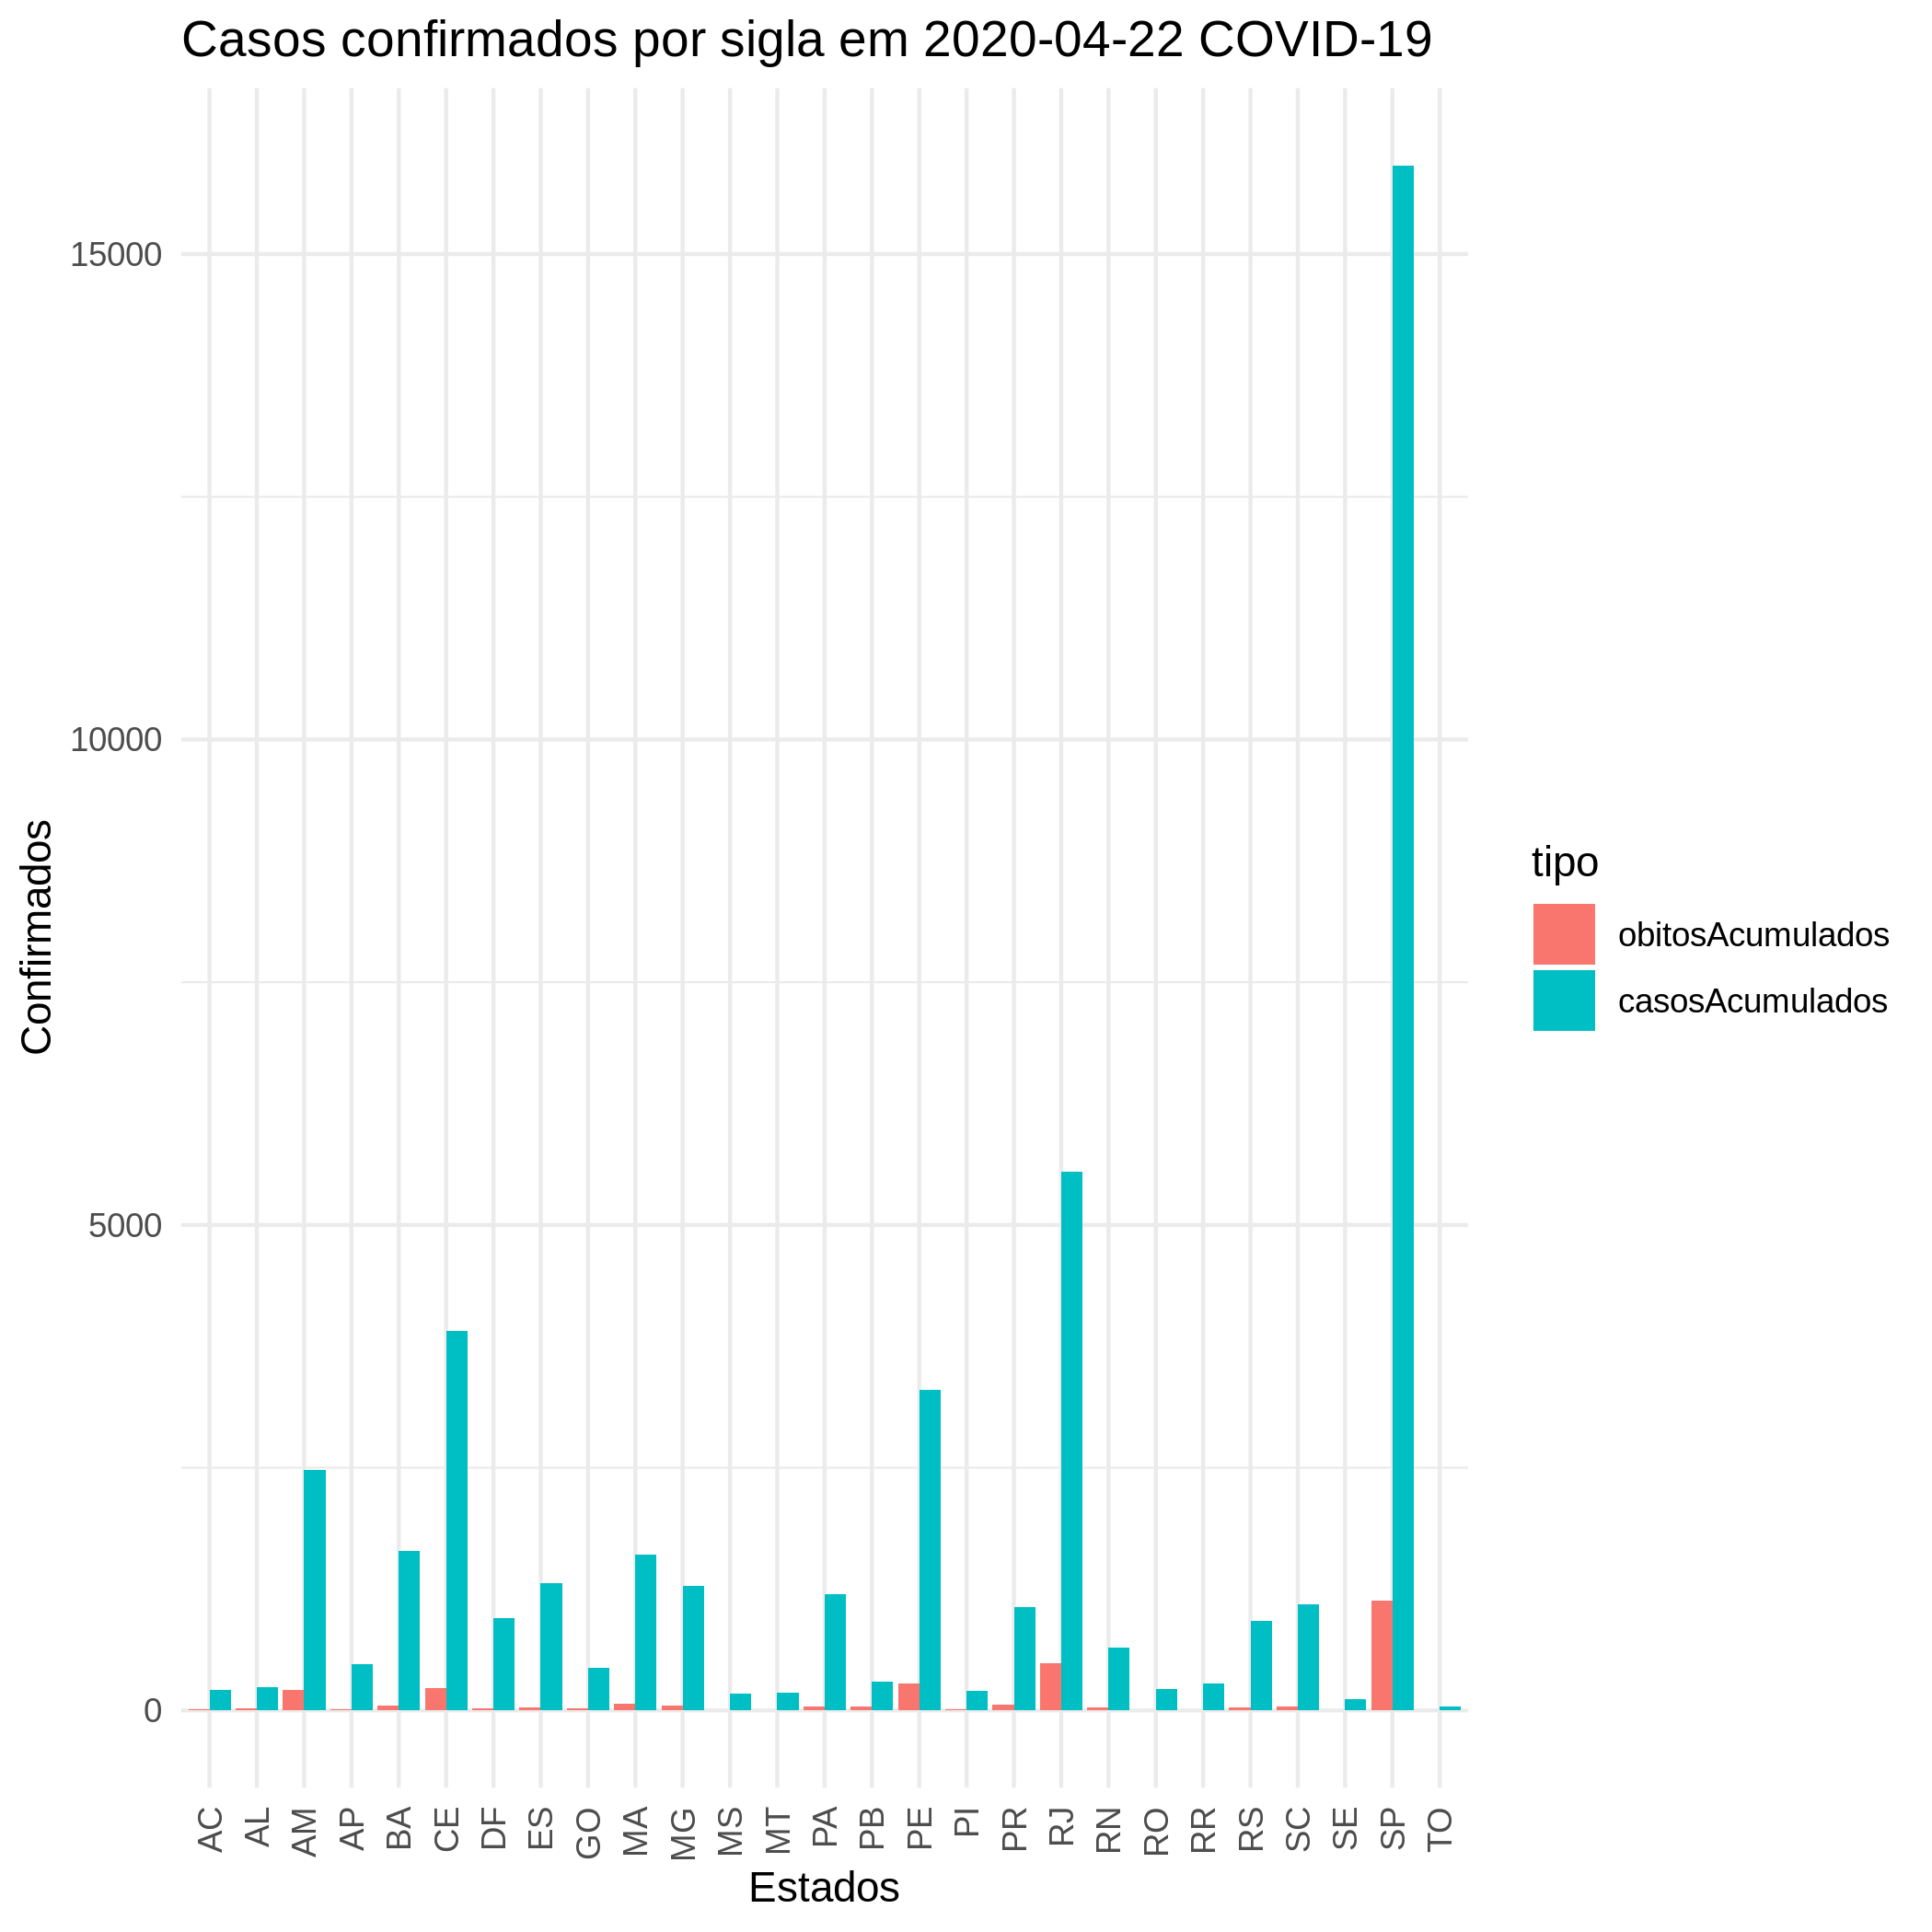 Casos confirmados por sigla em 2020-04-22 COVID-19
Confirmados
15000
10000
5000
0
AC AL AM AP BA CE DF ES GO MA MG MS MT PA PB PE PI PR RJ RN RO RR RS SC SE SP TO
Estados
tipo
obitosAcumulados
casosAcumulados